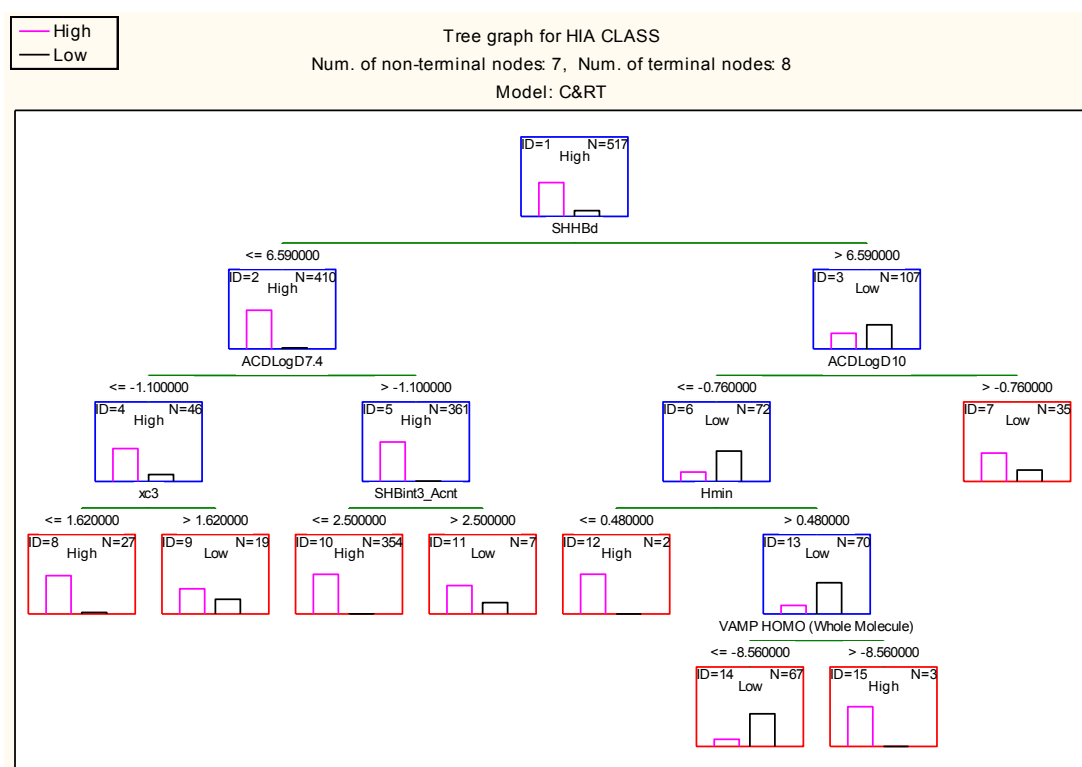 High
Low
Tree graph for HIA CLASS
Num. of non-terminal nodes: 7, Num. of terminal nodes: 8
Model: C&RT
ID=1 N=517
High
SHHBd
<= 6.590000 > 6.590000
ID=2 N=410 ID=3 N=107
High Low
ACDLogD7.4 ACDLogD10
<= -1.100000 > -1.100000 <= -0.760000 > -0.760000
ID=4 N=46 ID=5 N=361 ID=6 N=72 ID=7 N=35
High High Low Low
xc3 SHBint3_Acnt Hmin
<= 1.620000 > 1.620000 <= 2.500000 > 2.500000 <= 0.480000 > 0.480000
ID=8 N=27 ID=9 N=19 ID=10 N=354 ID=11 N=7 ID=12 N=2 ID=13 N=70
High Low High Low High Low
VAMP HOMO (Whole Molecule)
<= -8.560000 > -8.560000
ID=14 N=67 ID=15 N=3
Low High